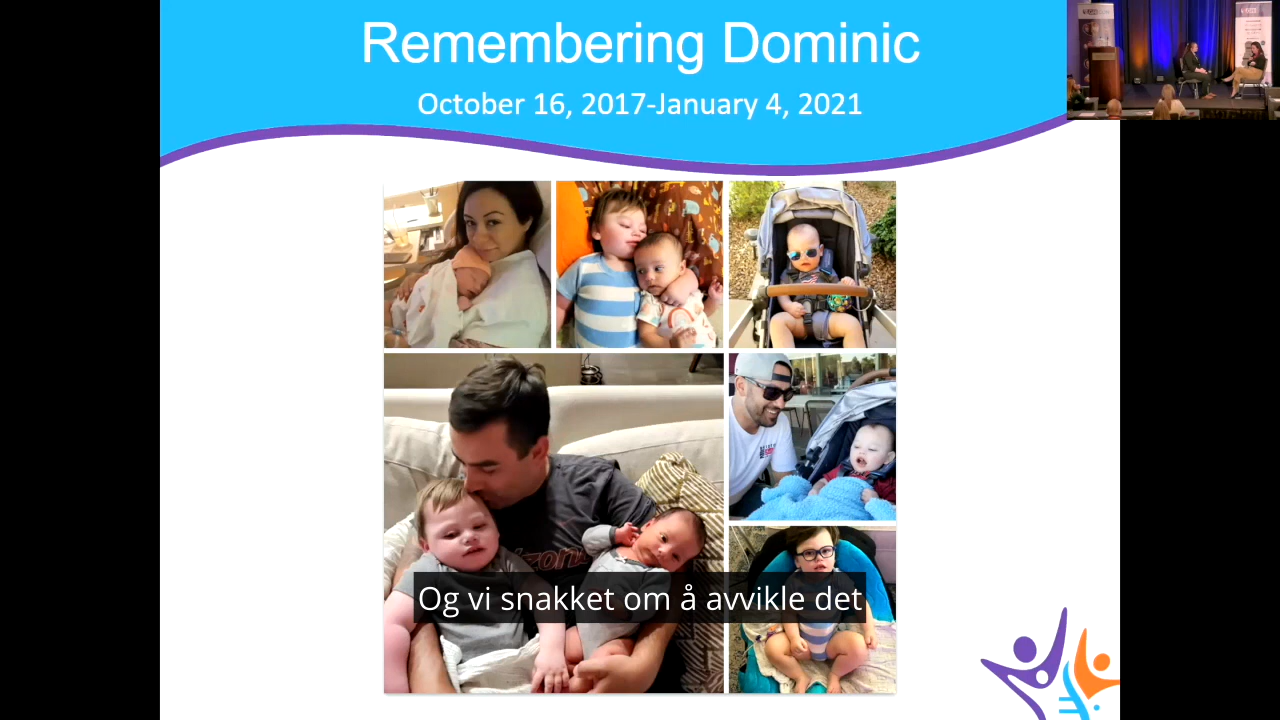 Remembering Dominic
October 16, 2017-January 4, 2021
Og vi snakket om å avvikle det